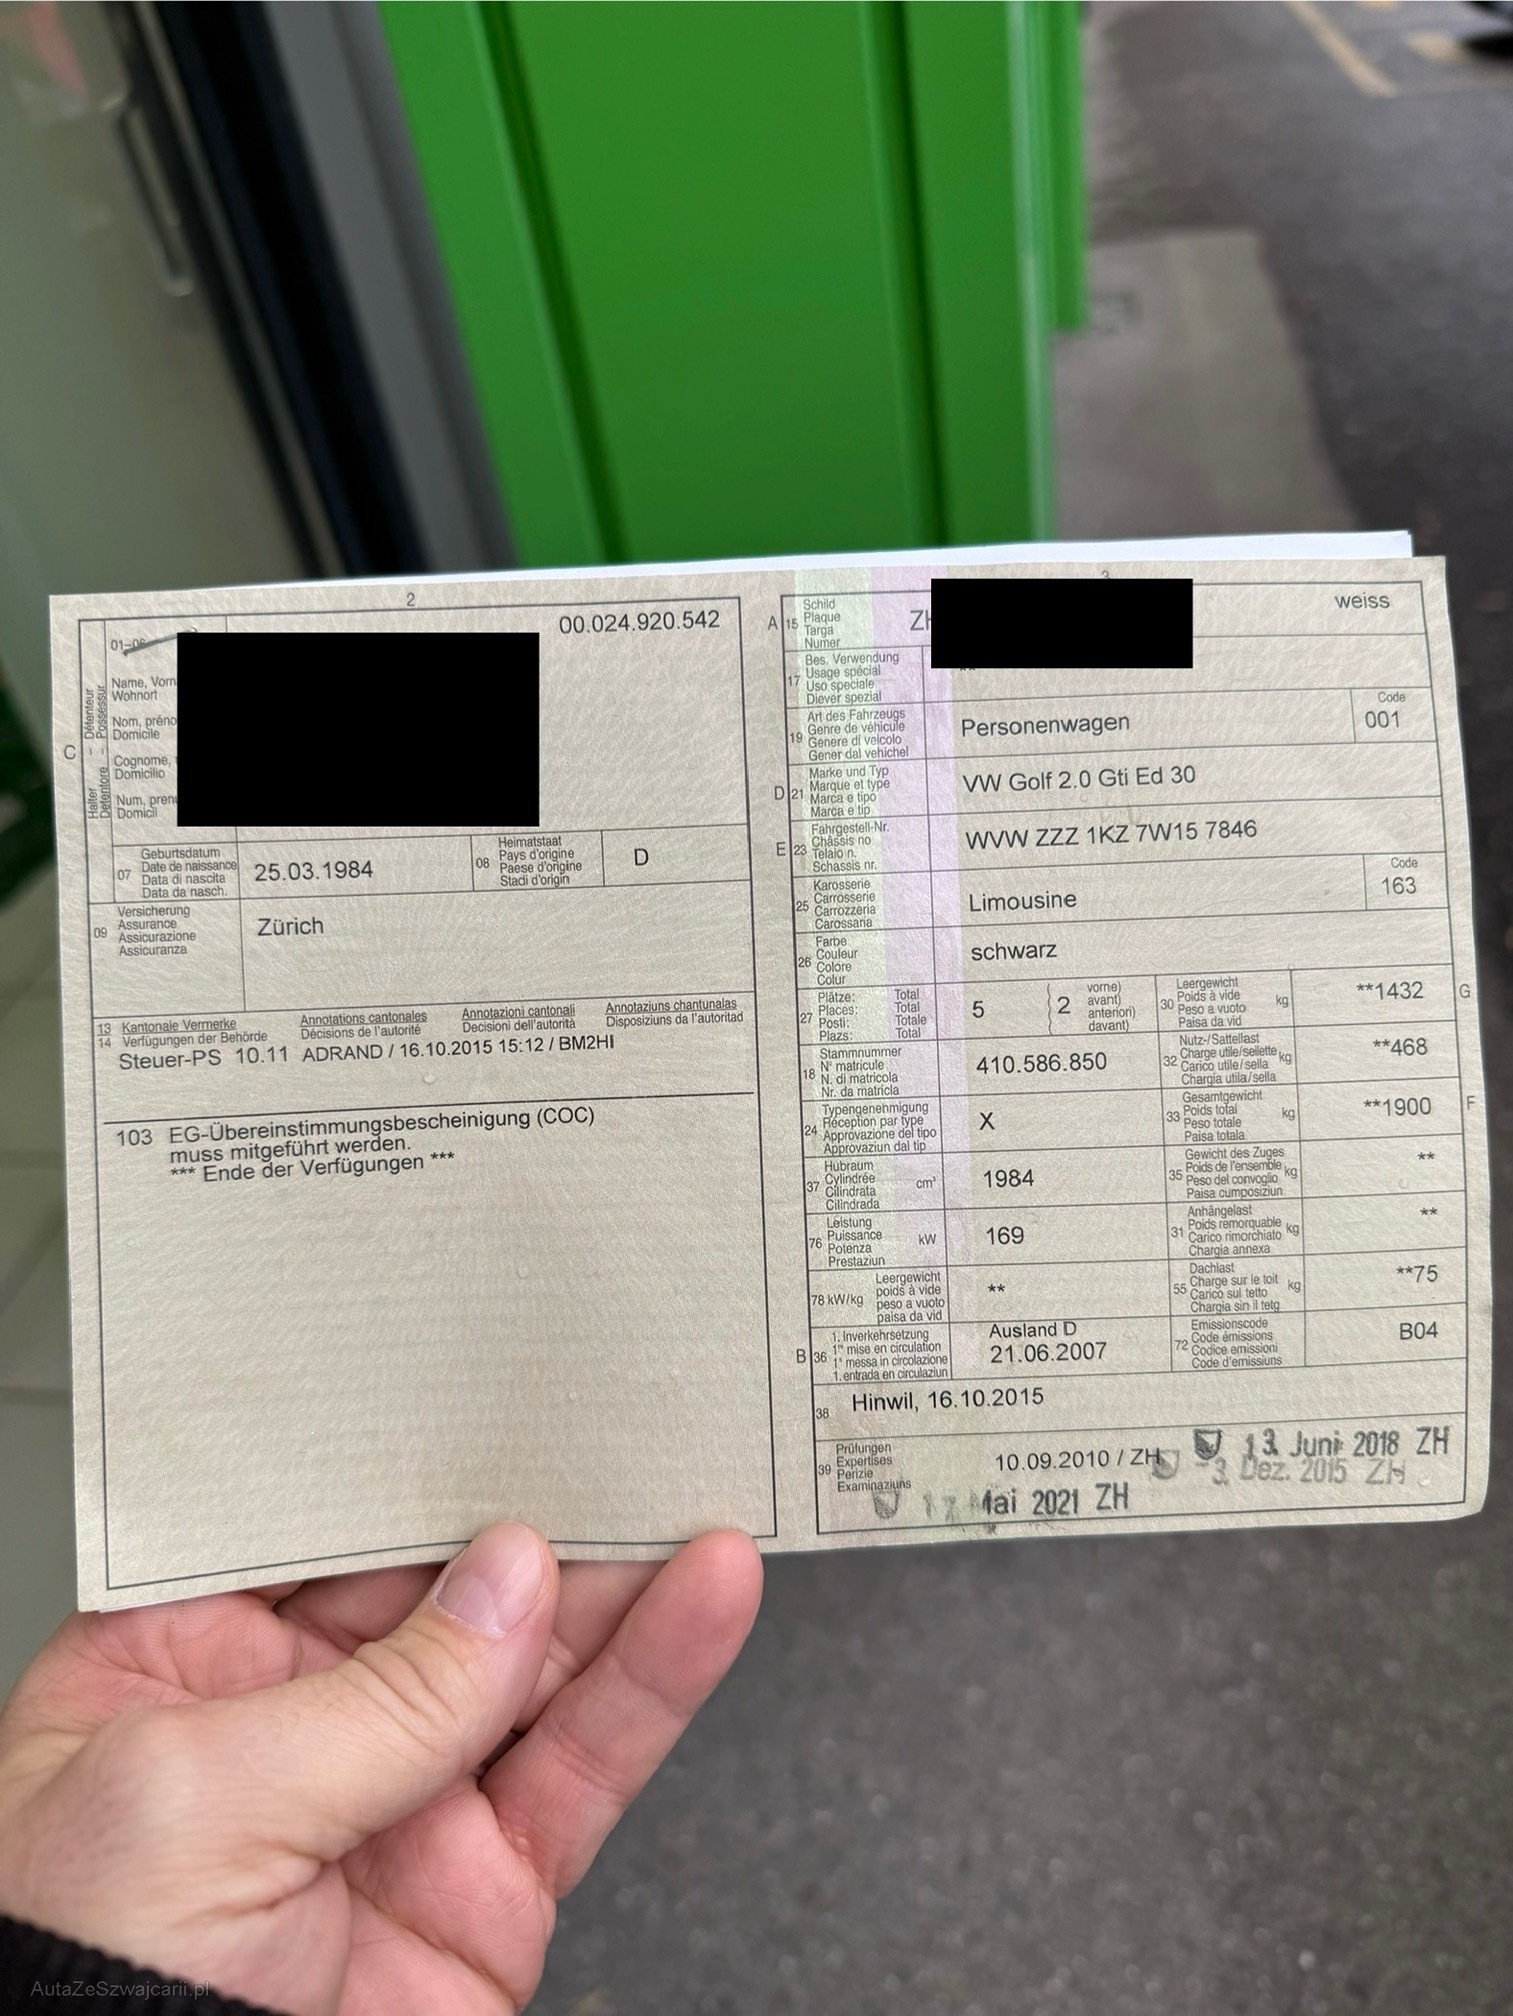 2
00.024.920.542
C
Halter - Détenteur
Detentore - Possessur
01-06
Name, Vorn
Wohnort
Nom, préno
Domicile
Cognome,
Domicilio
Num, pren
Domicil
07
Geburtsdatum
Date de naissance
Data di nascita
Data da nasch.
25.03.1984
08
Heimatstaat
Pays d'origine
Paese d'origine
Stadi d'origin
D
09
Versicherung
Assurance
Assicurazione
Assicuranza
Zürich
13 Kantonale Vermerke Annotations cantonales Annotazioni cantonali Annotaziuns chantunalas
14 Verfügungen der Behörde Décisions de l'autorité Decisioni dell'autorità Disposiziuns da l'autoritad
Steuer-PS 10.11 ADRAND / 16.10.2015 15:12 / BM2HI
103 EG-Übereinstimmungsbescheinigung (COC)
muss mitgeführt werden.
*** Ende der Verfügungen ***
3
A 15
Schild
Plaque
Targa
Numer
ZH
weiss
17
Bes. Verwendung
Usage spécial
Uso speciale
Diever spezial
**
19
Art des Fahrzeugs
Genre de véhicule
Genere di veicolo
Gener dal vehichel
Personenwagen
Code
001
D 21
Marke und Typ
Marque et type
Marca e tipo
Marca e tip
VW Golf 2.0 Gti Ed 30
E 23
Fahrgestell-Nr.
Châssis no
Telaio n.
Schassis nr.
WVW ZZZ 1KZ 7W15 7846
25
Karosserie
Carrosserie
Carrozzeria
Carossaria
Limousine
Code
163
26
Farbe
Couleur
Colore
Colur
schwarz
27
Plätze: Total
Places: Total
Posti: Totale
Plazs: Total
5
2
vorne)
avant)
anteriori)
davant)
30
Leergewicht
Poids à vide
Peso a vuoto
Paisa da vid
kg
**1432
G
18
Stammnummer
N° matricule
N. di matricola
Nr. da matricla
410.586.850
32
Nutz-/Sattellast
Charge utile/sellette
Carico utile/sella
Chargia utila/sella
kg
**468
24
Typengenehmigung
Réception par type
Approvazione del tipo
Approvaziun dal tip
X
33
Gesamtgewicht
Poids total
Peso totale
Paisa totala
kg
**1900
F
37
Hubraum
Cylindrée
Cilindrata
Cilindrada
cm³
1984
35
Gewicht des Zuges
Poids de l'ensemble
Peso del convoglio
Paisa cumposiziun
kg
**
76
Leistung
Puissance
Potenza
Prestaziun
kW
169
31
Anhängelast
Poids remorquable
Carico rimorchiato
Chargia annexa
kg
**
78 kW/kg
Leergewicht
poids à vide
peso a vuoto
paisa da vid
**
55
Dachlast
Charge sur le toit
Carico sul tetto
Chargia sin il tetg
kg
**75
B 36
1. Inverkehrsetzung
1re mise en circulation
1a messa in circolazione
1. entrada en circulaziun
Ausland D
21.06.2007
72
Emissionscode
Code émissions
Codice emissioni
Code d'emissiuns
B04
38
Hinwil, 16.10.2015
39
Prüfungen
Expertises
Perizie
Examinaziuns
10.09.2010 / ZH
13. Juni 2018 ZH
-3. Dez. 2015 ZH
17. Mai 2021 ZH
AutaZeSzwajcarii.pl